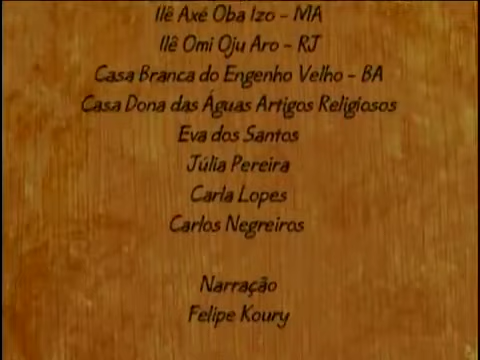 Ilê Axé Oba Izo - MA
Ilê Omi Oju Aro - RJ
Casa Branca do Engenho Velho - BA
Casa Dona das Águas Artigos Religiosos
Eva dos Santos
Júlia Pereira
Carla Lopes
Carlos Negreiros
Narração
Felipe Koury